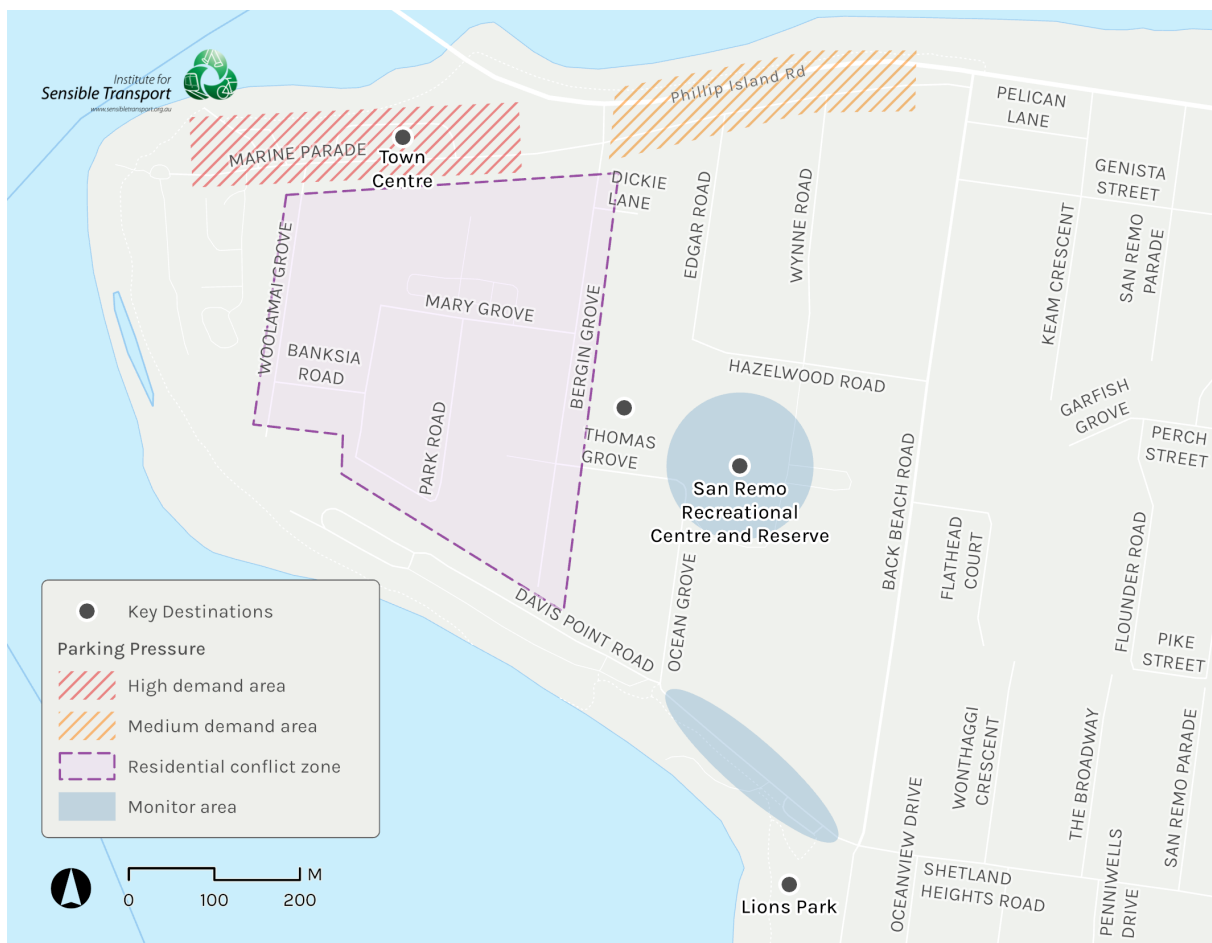 Institute for
Sensible Transport
www.sensibletransport.org.au
Phillip Island Rd
PELICAN
LANE
MARINE PARADE
Town
Centre
DICKIE
LANE
GENISTA
STREET
EDGAR ROAD
WYNNE ROAD
KEAM CRESCENT
SAN REMO
PARADE
WOOLAMAI GROVE
MARY GROVE
BERGIN GROVE
BANKSIA
ROAD
HAZELWOOD ROAD
GARFISH
GROVE
PARK ROAD
THOMAS
GROVE
PERCH
STREET
San Remo
Recreational
Centre and Reserve
BACK BEACH ROAD
FLATHEAD
COURT
FLOUNDER ROAD
OCEAN GROVE
DAVIS POINT ROAD
PIKE
STREET
Key Destinations
Parking Pressure
High demand area
Medium demand area
Residential conflict zone
Monitor area
WONTHAGGI
CRESCENT
THE BROADWAY
SAN REMO PARADE
OCEANVIEW DRIVE
SHETLAND
HEIGHTS ROAD
PENNIWELLS
DRIVE
Lions Park
M
0 100 200